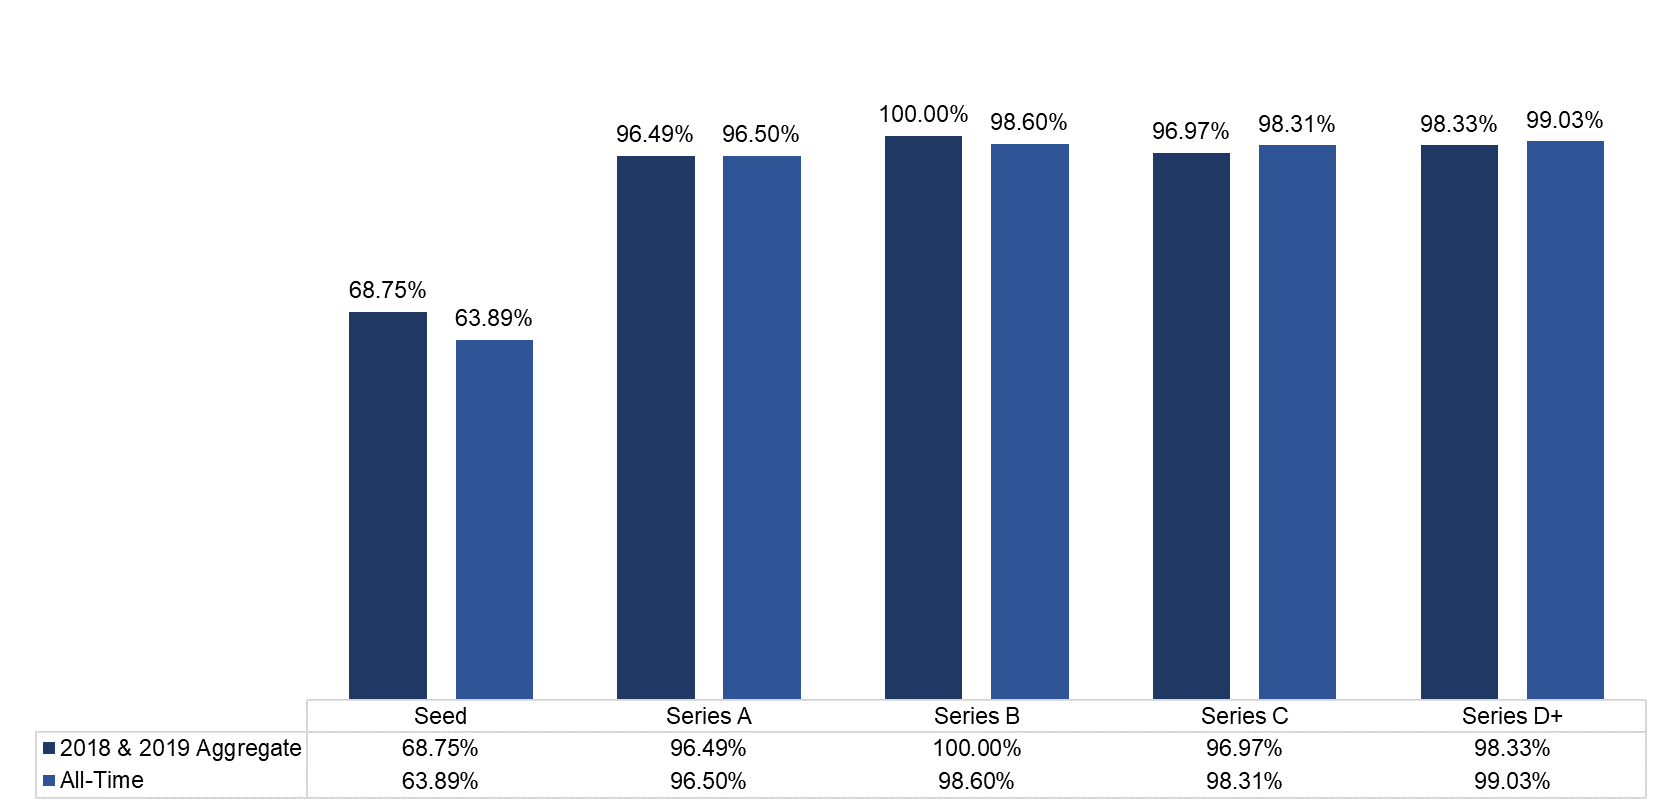 100.00%
96.49% 96.50% 98.60% 96.97% 98.31% 98.33% 99.03%
68.75%
63.89%
Seed Series A Series B Series C Series D+
2018 & 2019 Aggregate 68.75% 96.49% 100.00% 96.97% 98.33%
All-Time 63.89% 96.50% 98.60% 98.31% 99.03%